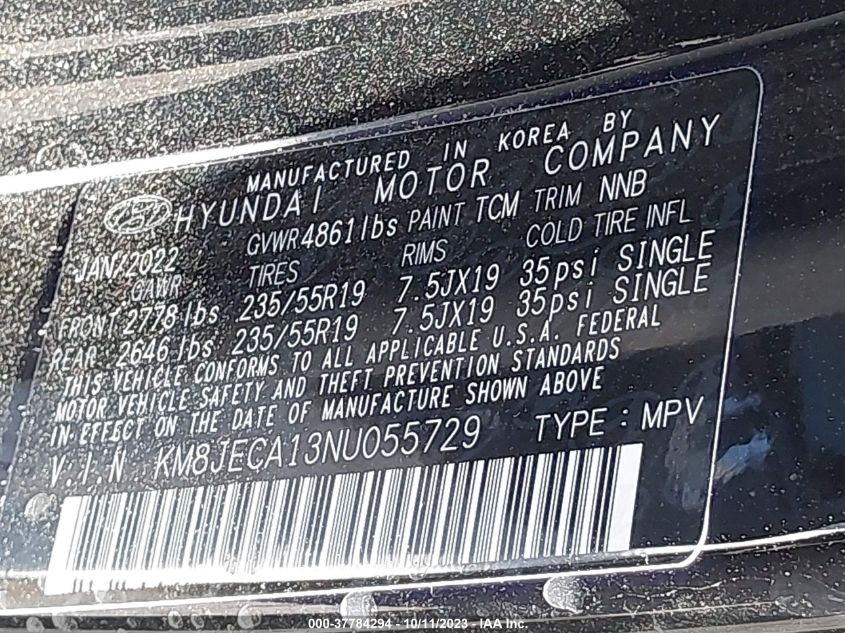 MANUFACTURED IN KOREA BY
HYUNDAI MOTOR COMPANY
JAN/2022 GVWR 4861 lbs PAINT TCM TRIM NNB
GAWR TIRES RIMS COLD TIRE INFL
FRONT 2778 lbs 235/55R19 7.5JX19 35psi SINGLE
REAR 2646 lbs 235/55R19 7.5JX19 35psi SINGLE
THIS VEHICLE CONFORMS TO ALL APPLICABLE U.S.A. FEDERAL
MOTOR VEHICLE SAFETY AND THEFT PREVENTION STANDARDS
IN EFFECT ON THE DATE OF MANUFACTURE SHOWN ABOVE
V.I.N KM8JECA13NU055729 TYPE : MPV
000-37784294 - 10/11/2023 - IAA Inc.